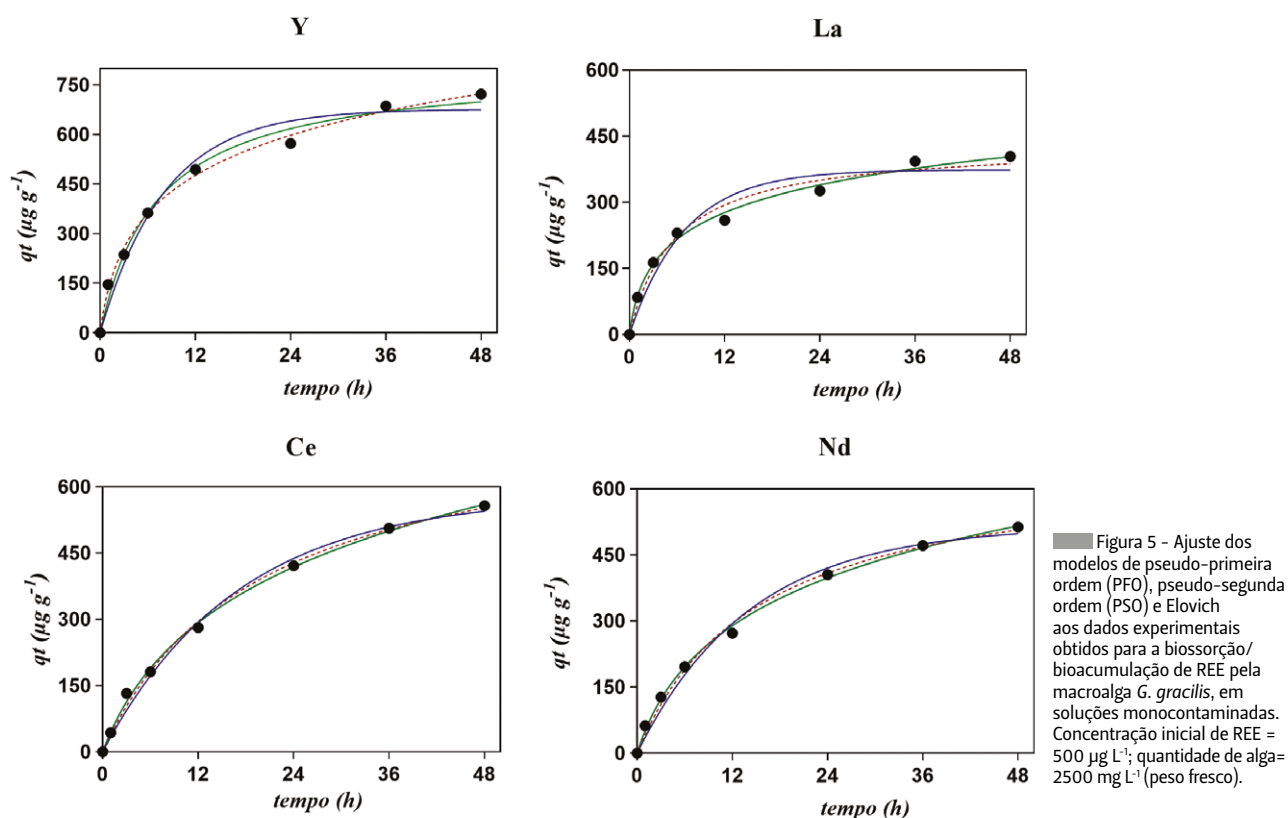 Y
qt (µg g⁻¹)
750
600
450
300
150
0
0 12 24 36 48
tempo (h)
La
qt (µg g⁻¹)
600
450
300
150
0
0 12 24 36 48
tempo (h)
Ce
qt (µg g⁻¹)
600
450
300
150
0
0 12 24 36 48
tempo (h)
Nd
qt (µg g⁻¹)
600
450
300
150
0
0 12 24 36 48
tempo (h)
Figura 5 - Ajuste dos
modelos de pseudo-primeira
ordem (PFO), pseudo-segunda
ordem (PSO) e Elovich
aos dados experimentais
obtidos para a biossorção/
bioacumulação de REE pela
macroalga G. gracilis, em
soluções monocontaminadas.
Concentração inicial de REE =
500 µg L⁻¹; quantidade de alga=
2500 mg L⁻¹ (peso fresco).